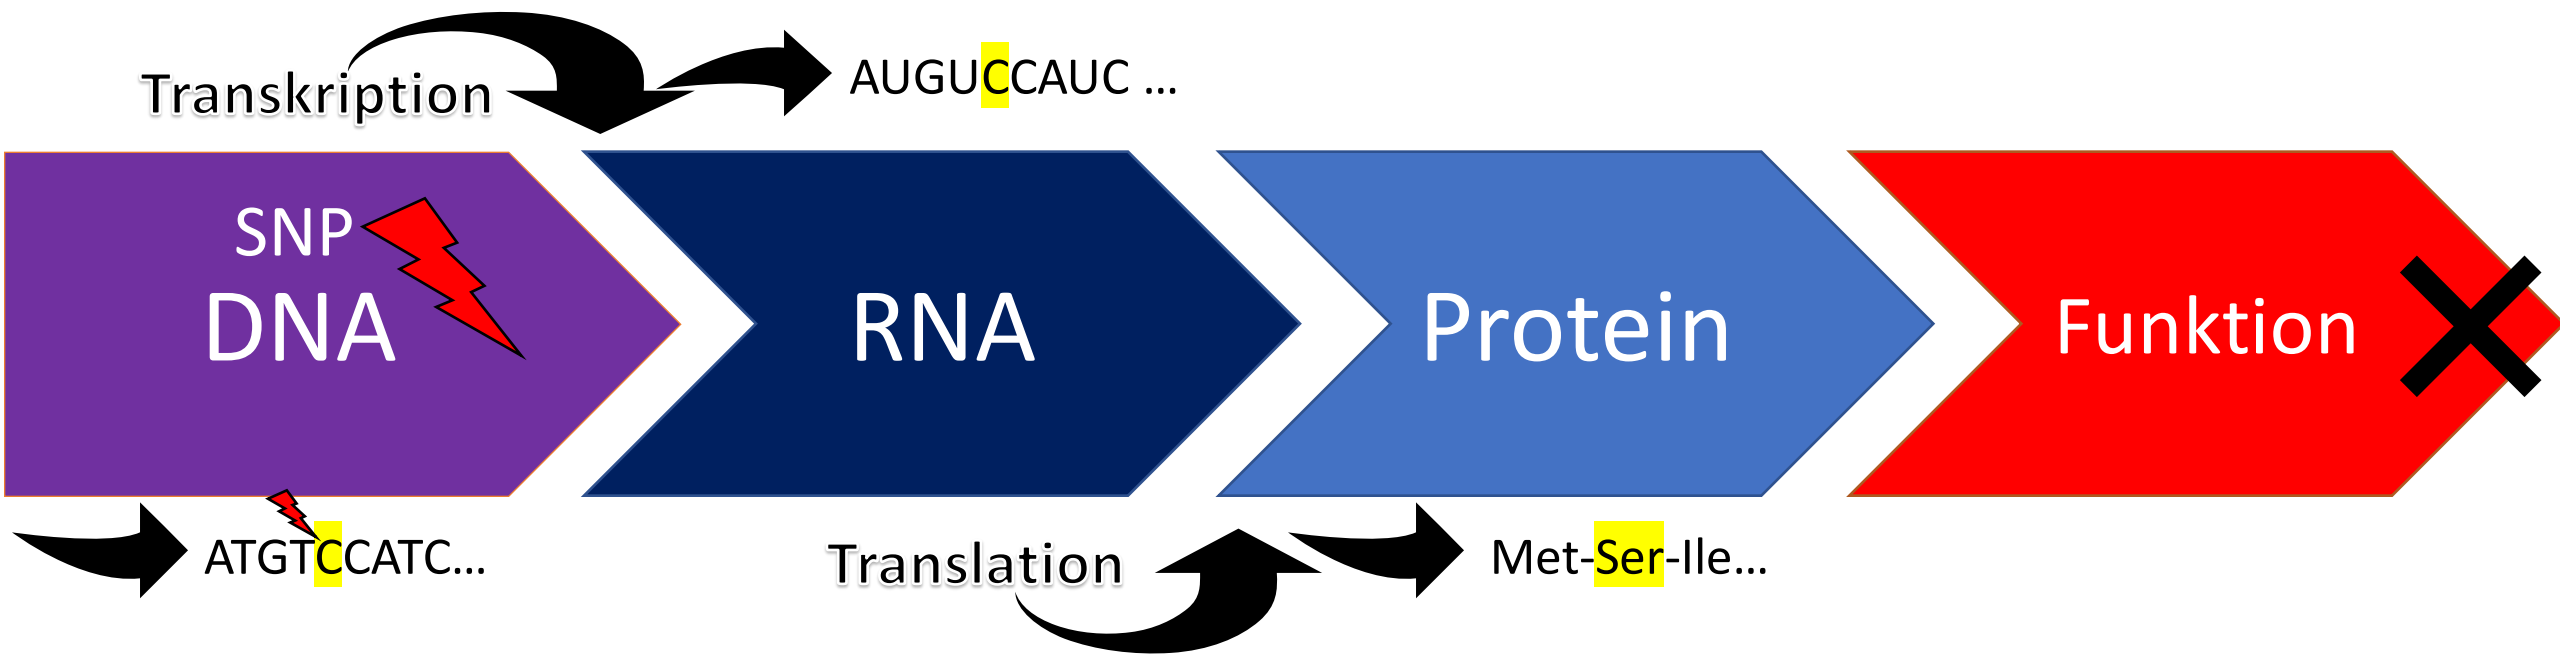 Transkription
AUGUCCAUC ...
SNP
DNA
RNA
Protein
Funktion
ATGTCCATC...
Translation
Met-Ser-Ile...